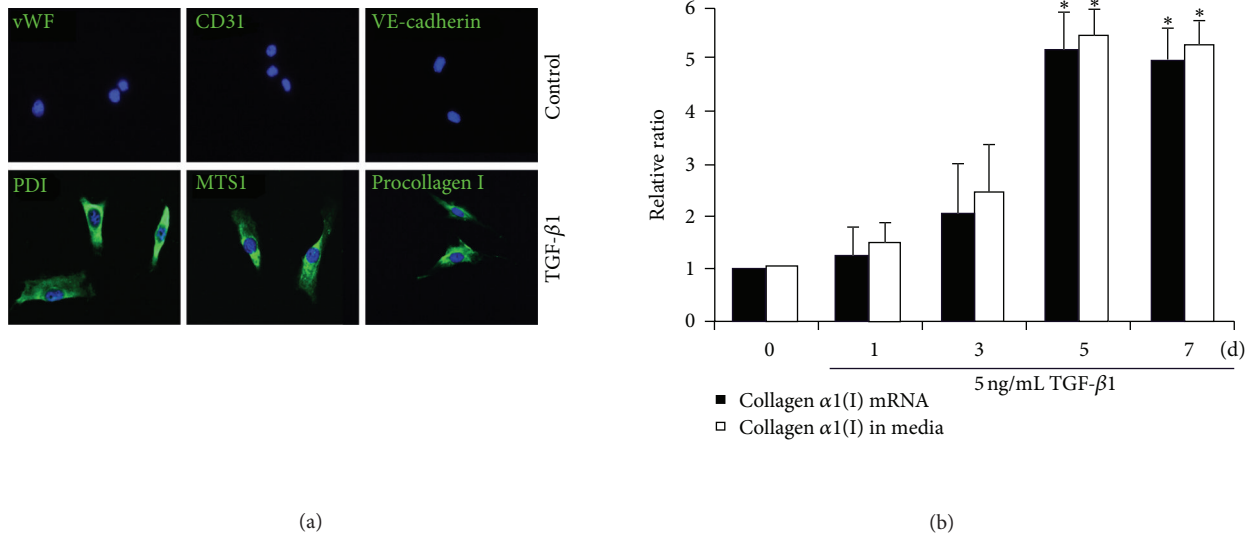 vWF
CD31
VE-cadherin
Control
PDI
MTS1
Procollagen I
TGF-β1
(a)
6
5
4
3
2
1
0
Relative ratio
* * * *
0 1 3 5 7 (d)
5 ng/mL TGF-β1
Collagen α1(I) mRNA
Collagen α1(I) in media
(b)